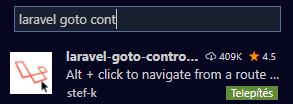 laravel goto cont
laravel-goto-contro... 409K 4.5
Alt + click to navigate from a route ...
stef-k Telepítés